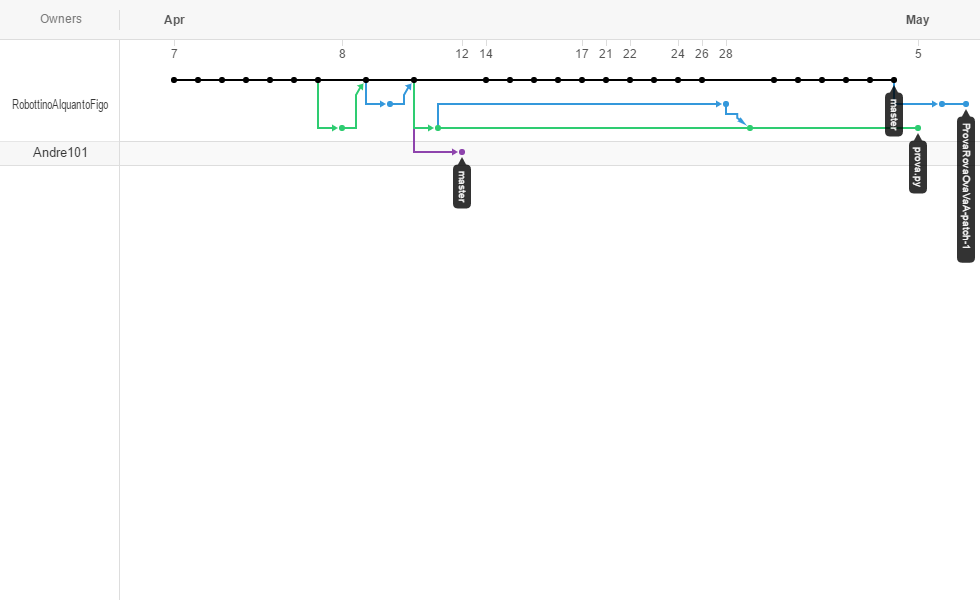 Owners
Apr
May
7
8
12
14
17
21
22
24
26
28
5
RobottinoAlquantoFigo
Andre101
master
master
prova.py
ProvaRovaOvaVaA-patch-1